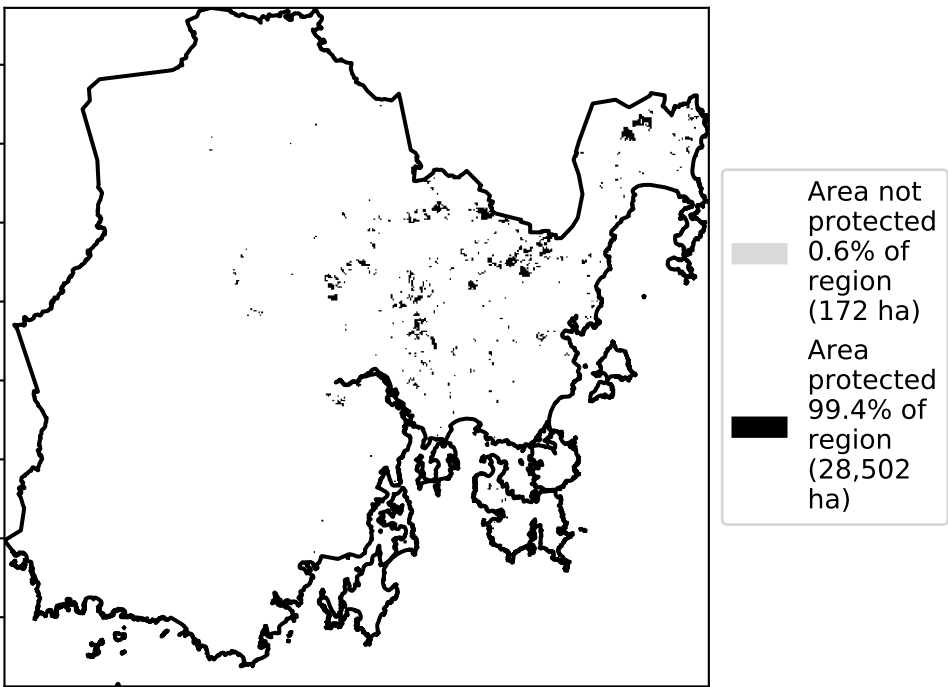 Area not
protected
0.6% of
region
(172 ha)
Area
protected
99.4% of
region
(28,502
ha)